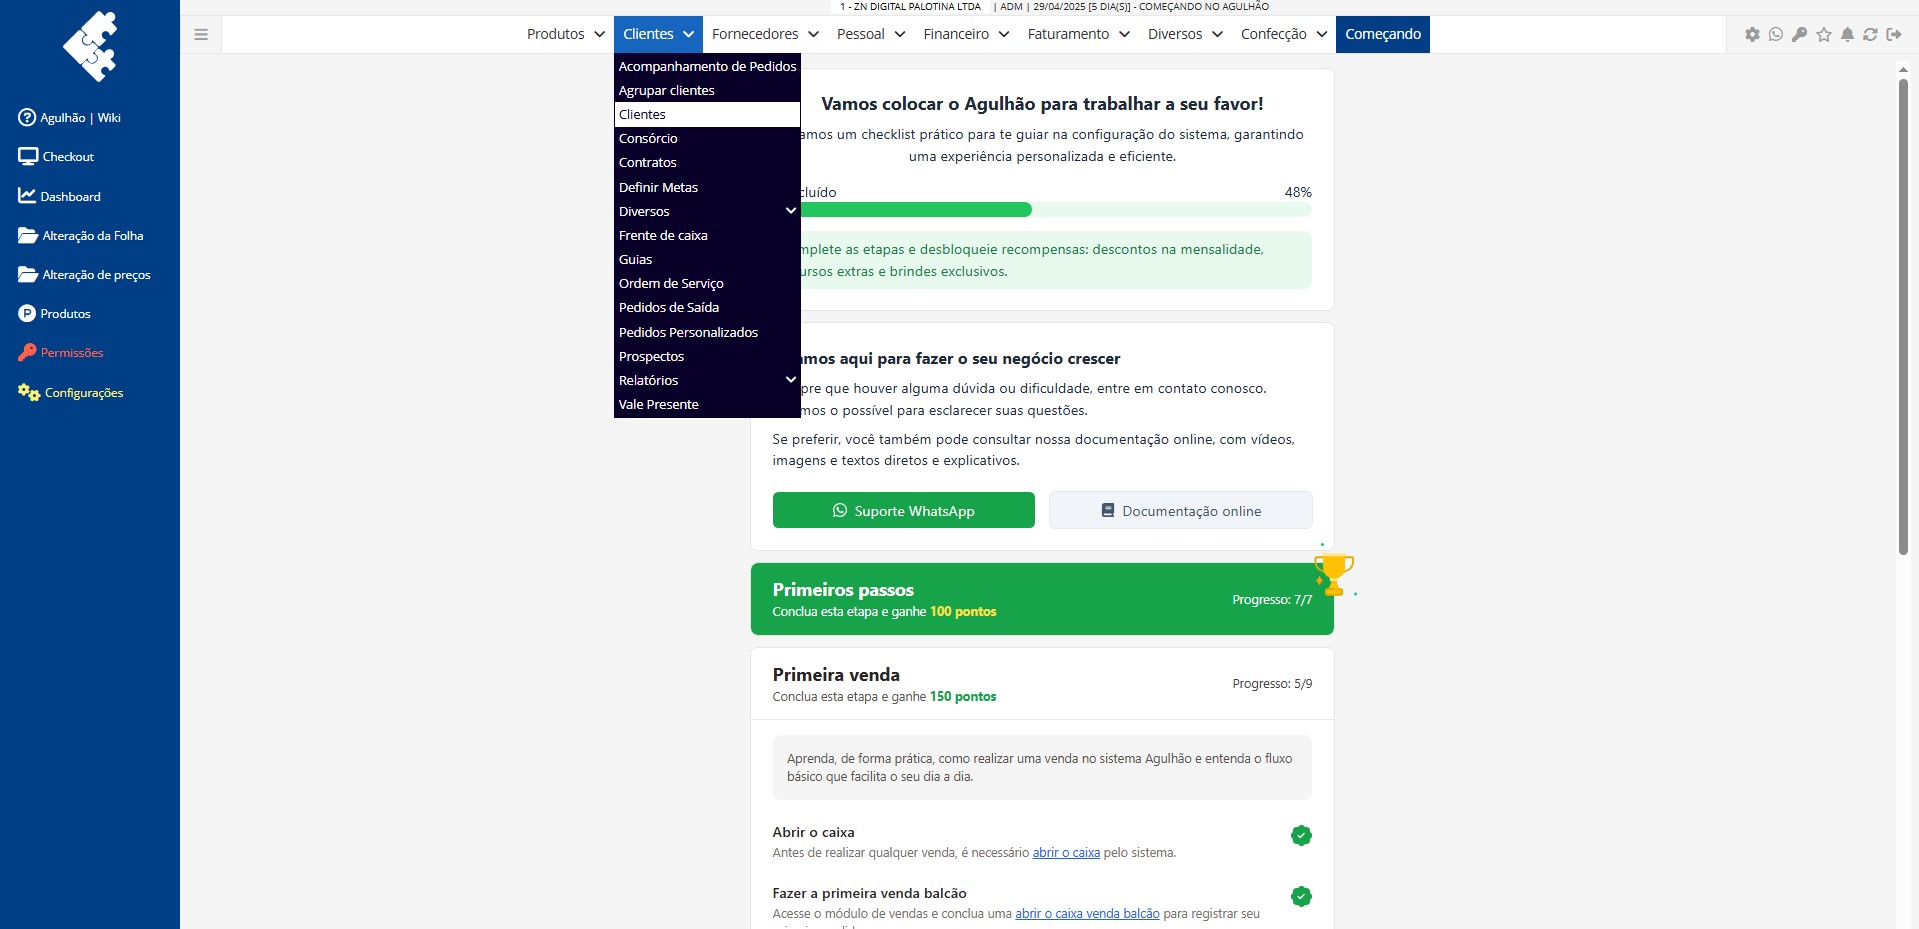 1 - ZN DIGITAL PALOTINA LTDA | ADM | 29/04/2025 [5 DIA(S)] - COMEÇANDO NO AGULHÃO
Produtos Clientes Fornecedores Pessoal Financeiro Faturamento Diversos Confecção Começando
Agulhão | Wiki
Checkout
Dashboard
Alteração da Folha
Alteração de preços
Produtos
Permissões
Configurações
Acompanhamento de Pedidos
Agrupar clientes
Clientes
Consórcio
Contratos
Definir Metas
Diversos
Frente de caixa
Guias
Ordem de Serviço
Pedidos de Saída
Pedidos Personalizados
Prospectos
Relatórios
Vale Presente
Vamos colocar o Agulhão para trabalhar a seu favor!
amos um checklist prático para te guiar na configuração do sistema, garantindo
uma experiência personalizada e eficiente.
cluído 48%
mplete as etapas e desbloqueie recompensas: descontos na mensalidade,
ursos extras e brindes exclusivos.
mos aqui para fazer o seu negócio crescer
pre que houver alguma dúvida ou dificuldade, entre em contato conosco.
mos o possível para esclarecer suas questões.
Se preferir, você também pode consultar nossa documentação online, com vídeos,
imagens e textos diretos e explicativos.
Suporte WhatsApp Documentação online
Primeiros passos
Conclua esta etapa e ganhe 100 pontos
Progresso: 7/7
Primeira venda
Conclua esta etapa e ganhe 150 pontos
Progresso: 5/9
Aprenda, de forma prática, como realizar uma venda no sistema Agulhão e entenda o fluxo
básico que facilita o seu dia a dia.
Abrir o caixa
Antes de realizar qualquer venda, é necessário abrir o caixa pelo sistema.
Fazer a primeira venda balcão
Acesse o módulo de vendas e conclua uma abrir o caixa venda balcão para registrar seu